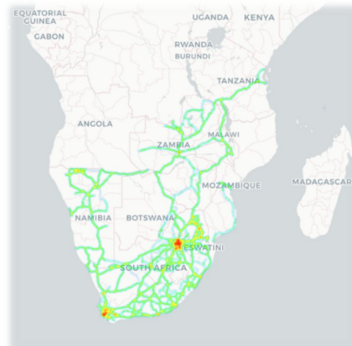 EQUATORIAL
GUINEA
GABON
UGANDA
KENYA
RWANDA
BURUNDI
TANZANIA
ANGOLA
ZAMBIA
MALAWI
MOZAMBIQUE
MADAGASCAR
NAMIBIA
BOTSWANA
ESWATINI
SOUTH AFRICA